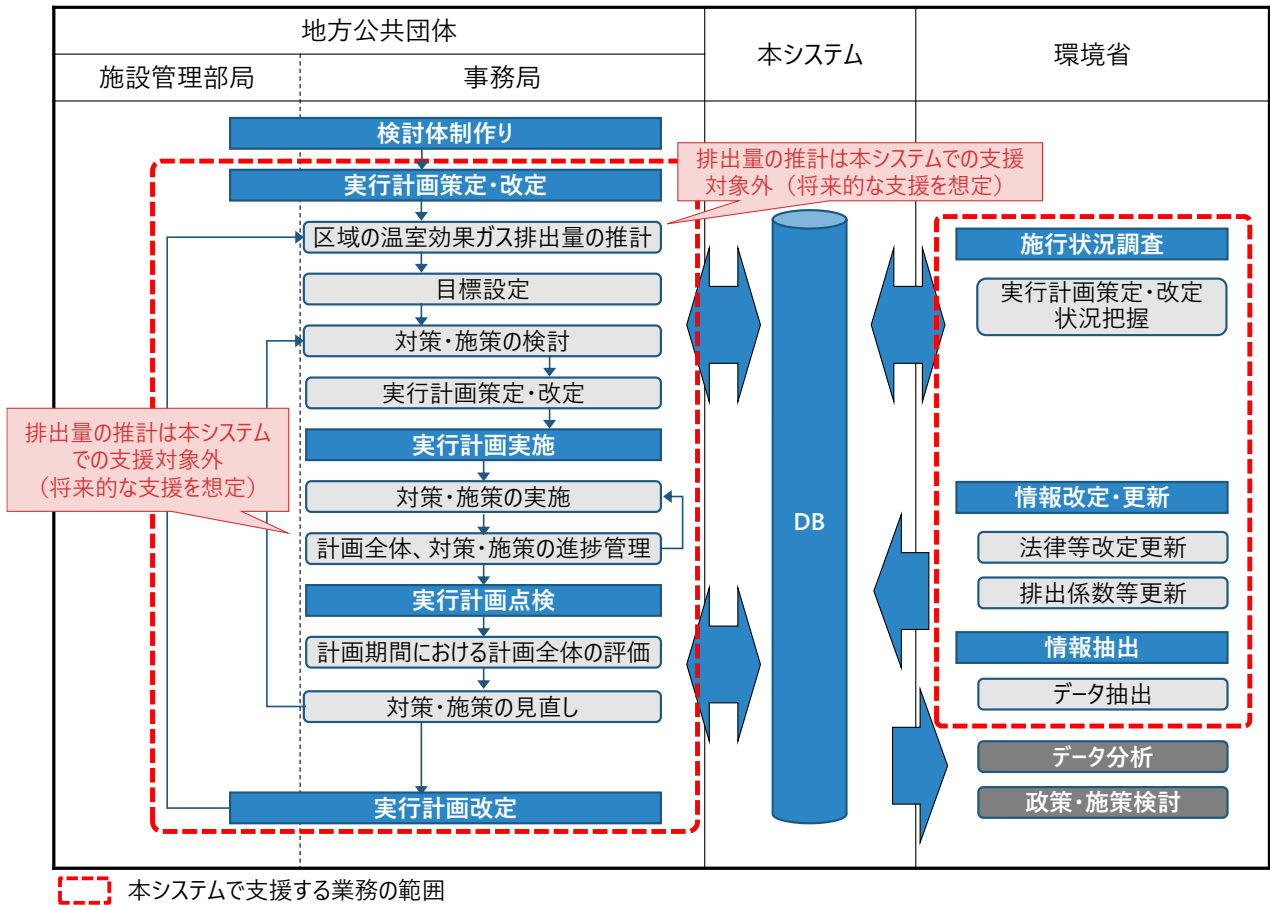 地方公共団体
本システム
環境省
施設管理部局
事務局
検討体制作り
実行計画策定・改定
排出量の推計は本システムでの支援
対象外（将来的な支援を想定）
区域の温室効果ガス排出量の推計
目標設定
対策・施策の検討
実行計画策定・改定
排出量の推計は本システム
での支援対象外
（将来的な支援を想定）
実行計画実施
対策・施策の実施
計画全体、対策・施策の進捗管理
実行計画点検
計画期間における計画全体の評価
対策・施策の見直し
実行計画改定
DB
施行状況調査
実行計画策定・改定
状況把握
情報改定・更新
法律等改定更新
排出係数等更新
情報抽出
データ抽出
データ分析
政策・施策検討
本システムで支援する業務の範囲